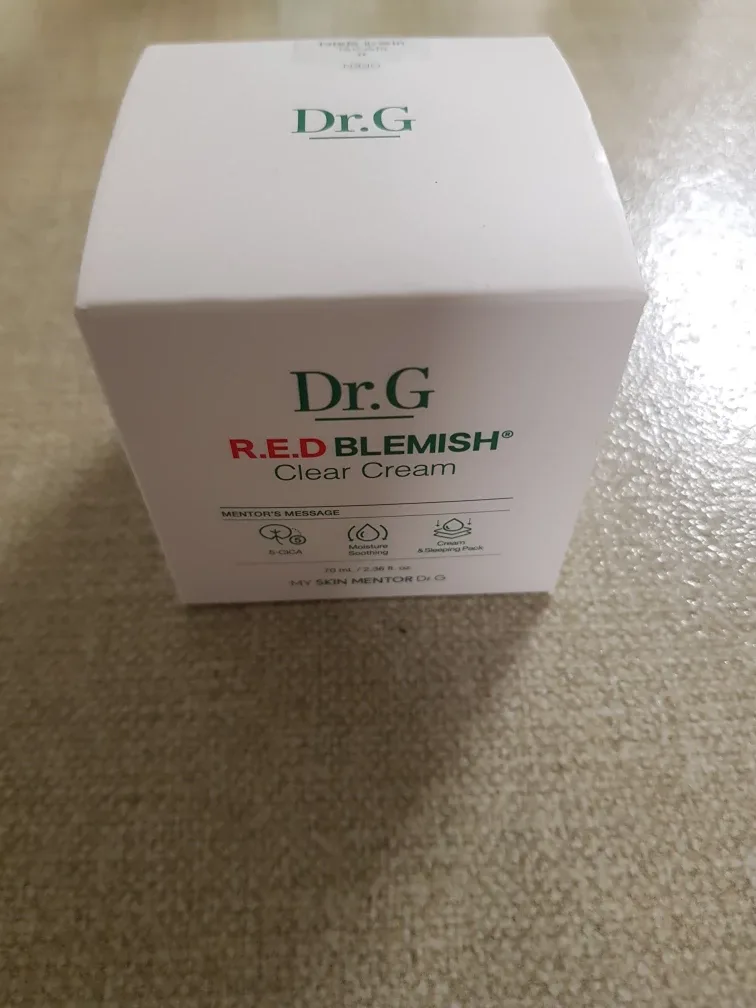 Dr.G
Dr.G
R.E.D BLEMISH®
Clear Cream
MENTOR'S MESSAGE
5-CICA
Moisture
Soothing
Cream
& Sleeping Pack
70 mL / 2.36 fl. oz.
MY SKIN MENTOR Dr.G